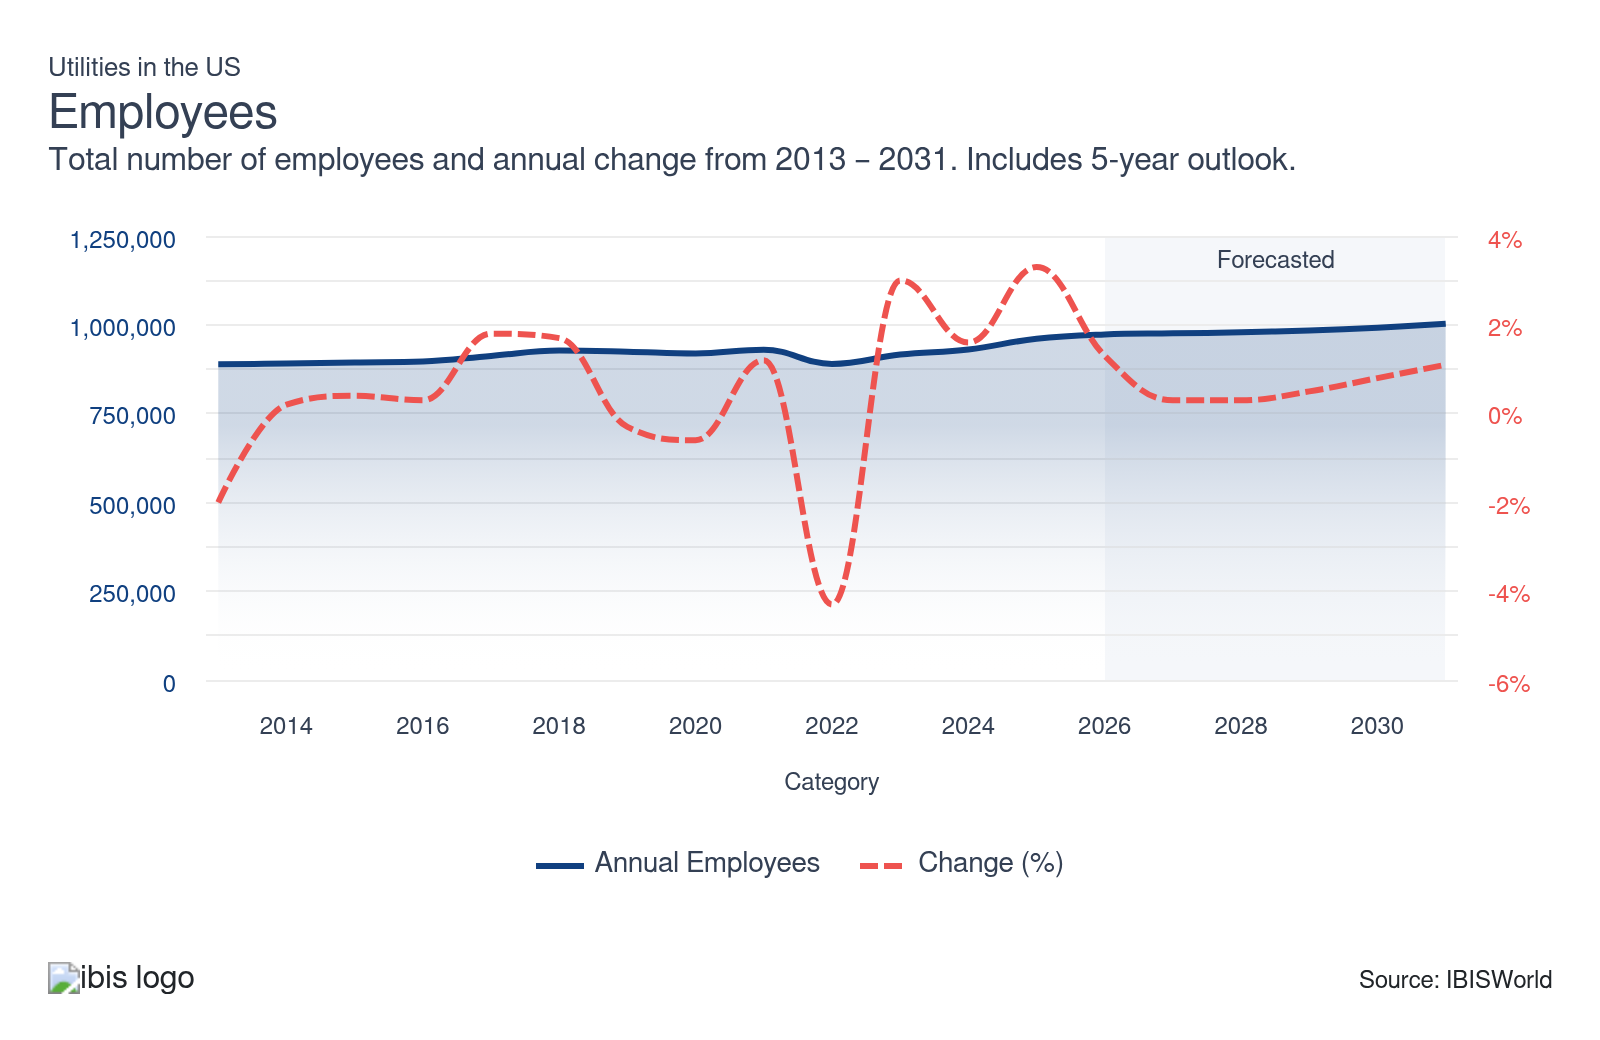 Utilities in the US
Employees
Total number of employees and annual change from 2013 – 2031. Includes 5-year outlook.
1,250,000
1,000,000
750,000
500,000
250,000
0
4%
2%
0%
-2%
-4%
-6%
Forecasted
2014 2016 2018 2020 2022 2024 2026 2028 2030
Category
Annual Employees Change (%)
ibis logo
Source: IBISWorld